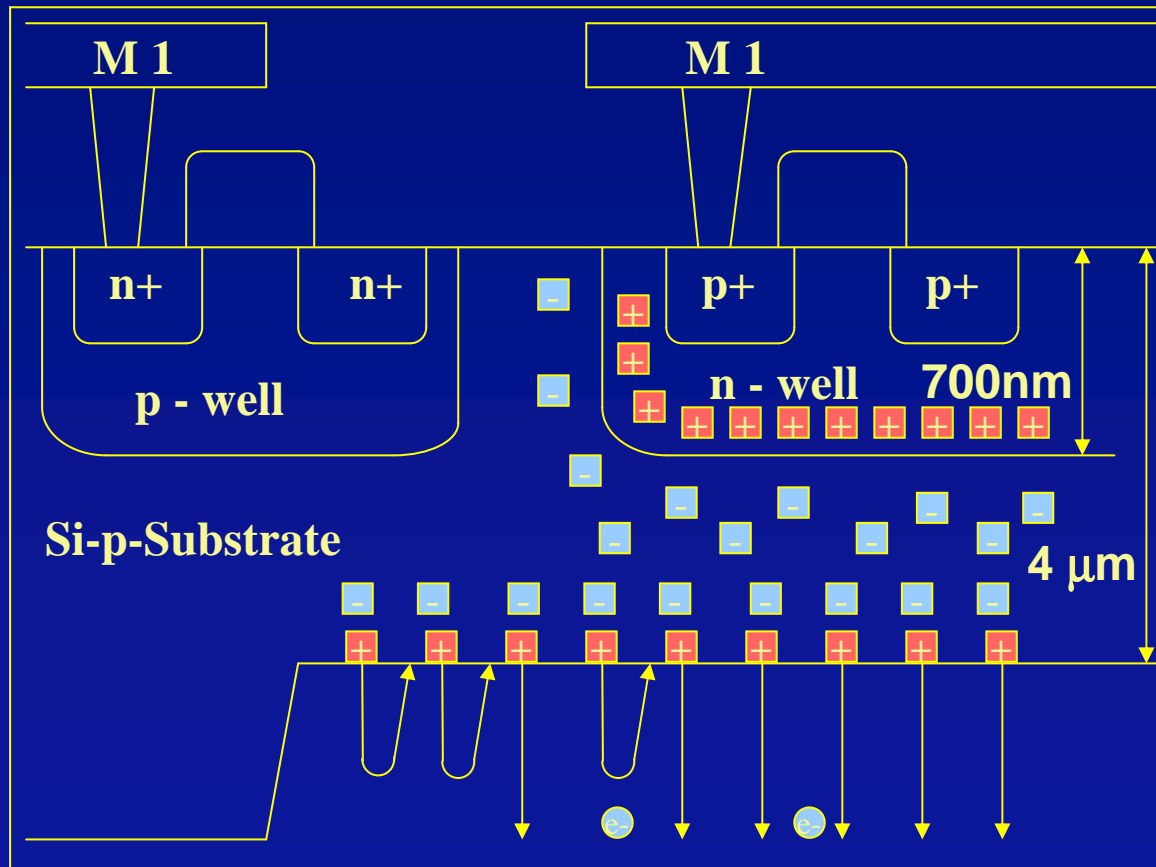 M 1
M 1
n+
n+
p+
p+
-
+
+
-
+
p - well
n - well
700nm
+ + + + + + + +
-
- - - -
- - - - -
Si-p-Substrate
4 μm
- - - - - - - - -
+ + + + + + + + +
e-
e-